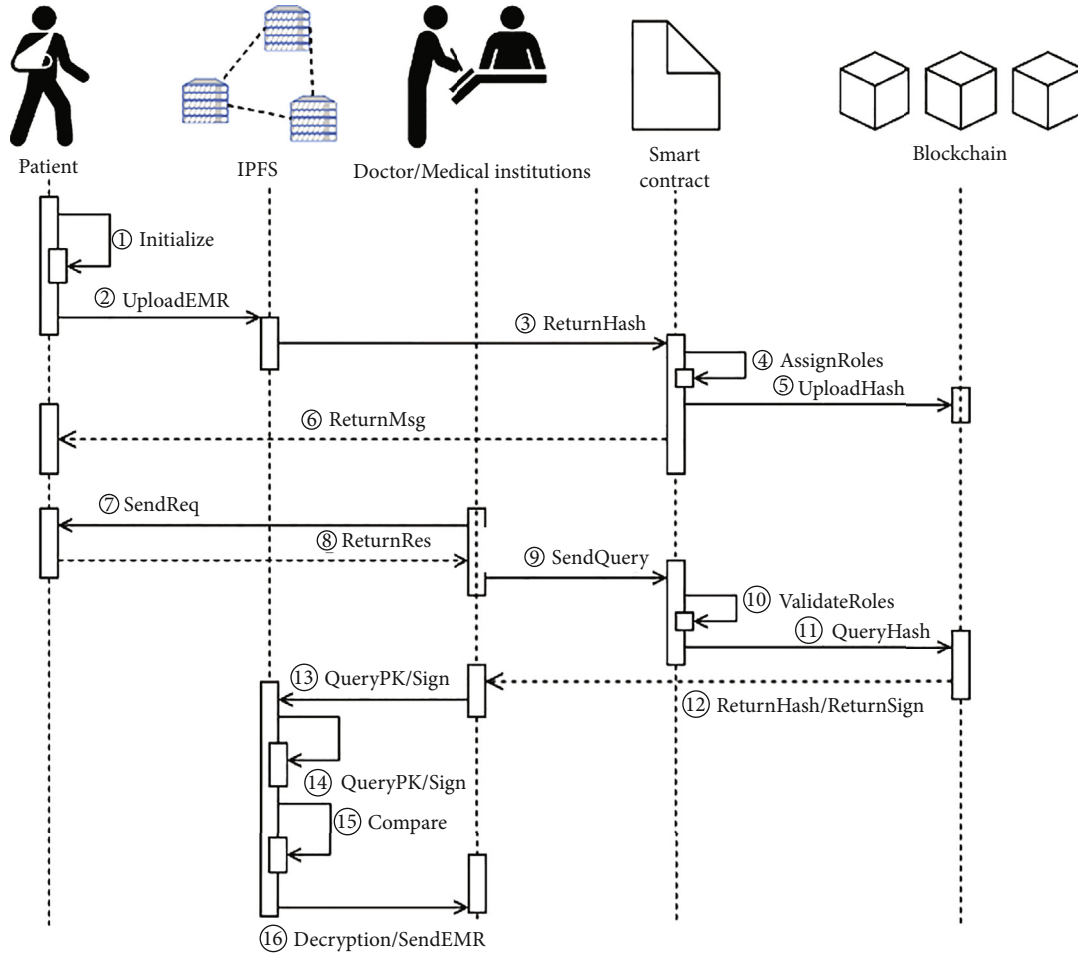 Patient
IPFS
Doctor/Medical institutions
Smart
contract
Blockchain
① Initialize
② UploadEMR
③ ReturnHash
④ AssignRoles
⑤ UploadHash
⑥ ReturnMsg
⑦ SendReq
⑧ ReturnRes
⑨ SendQuery
⑩ ValidateRoles
⑪ QueryHash
⑫ ReturnHash/ReturnSign
⑬ QueryPK/Sign
⑭ QueryPK/Sign
⑮ Compare
⑯ Decryption/SendEMR